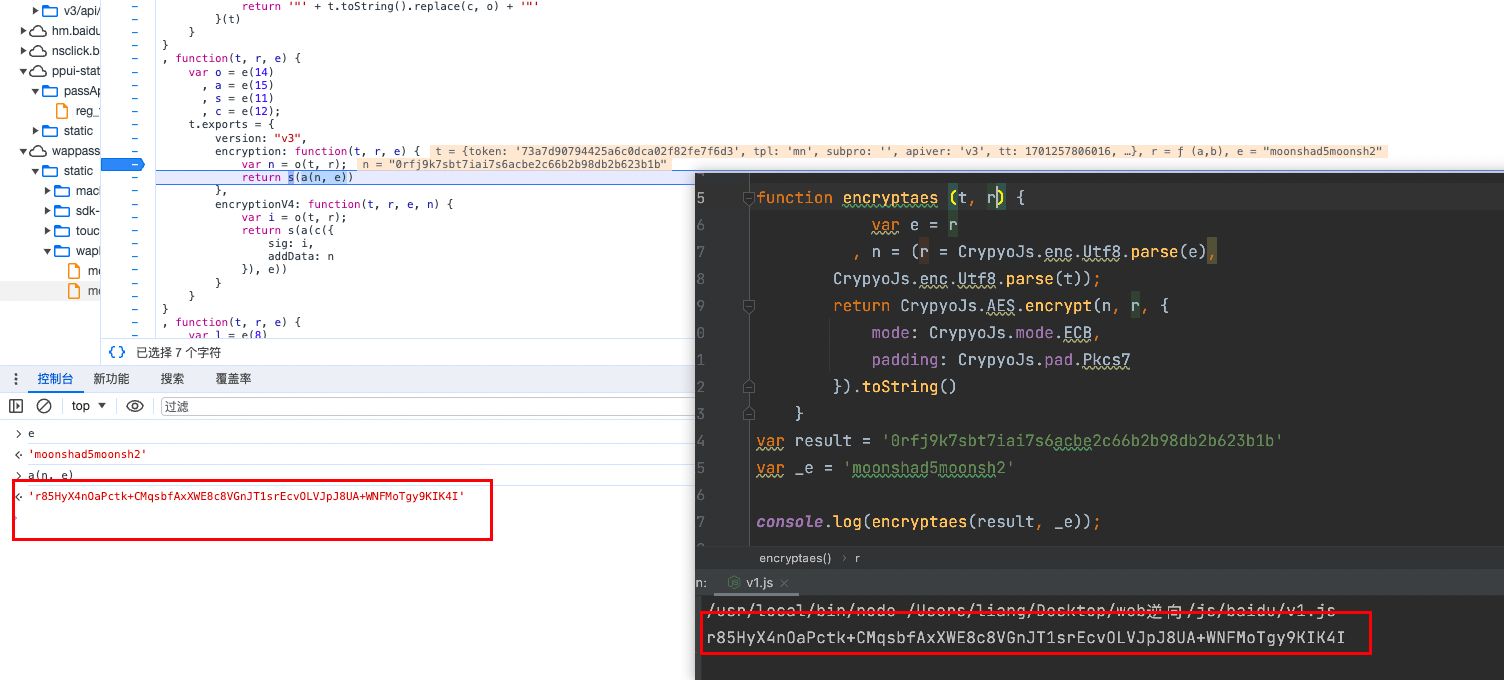 v3/api/
hm.baidu
nsclick.b
ppui-stat
passAp
reg_
static
wappass
static
mac
sdk-
touc
wapl
me
me
return '"' + t.toString().replace(c, o) + '"'
}(t)
}
}
, function(t, r, e) {
var o = e(14)
, a = e(15)
, s = e(11)
, c = e(12);
t.exports = {
version: "v3",
encryption: function(t, r, e) { t = {token: '73a7d90794425a6c0dca02f82fe7f6d3', tpl: 'mn', subpro: '', apiver: 'v3', tt: 1701257806016, …}, r = ƒ (a,b), e = "moonshad5moonsh2"
var n = o(t, r); n = "0rfj9k7sbt7iai7s6acbe2c66b2b98db2b623b1b"
return s(a(n, e))
},
encryptionV4: function(t, r, e, n) {
var i = o(t, r);
return s(a(c({
sig: i,
addData: n
}), e))
}
}
}
, function(t, r, e) {
var l = e(8)
{} 已选择 7 个字符
控制台 新功能 搜索 覆盖率
top 过滤
> e
'moonshad5moonsh2'
> a(n, e)
'r85HyX4nOaPctk+CMqsbfAxXWE8c8VGnJT1srEcvOLVJpJ8UA+WNFMoTgy9KIK4I'
5 function encryptaes (t, r) {
6 var e = r
7 , n = (r = CrypyoJs.enc.Utf8.parse(e),
8 CrypyoJs.enc.Utf8.parse(t));
9 return CrypyoJs.AES.encrypt(n, r, {
0 mode: CrypyoJs.mode.ECB,
1 padding: CrypyoJs.pad.Pkcs7
2 }).toString()
3 }
4 var result = '0rfj9k7sbt7iai7s6acbe2c66b2b98db2b623b1b'
5 var _e = 'moonshad5moonsh2'
6
7 console.log(encryptaes(result, _e));
encryptaes() › r
n: v1.js ×
/usr/local/bin/node /Users/liang/Desktop/web逆向/js/baidu/v1.js
r85HyX4nOaPctk+CMqsbfAxXWE8c8VGnJT1srEcvOLVJpJ8UA+WNFMoTgy9KIK4I